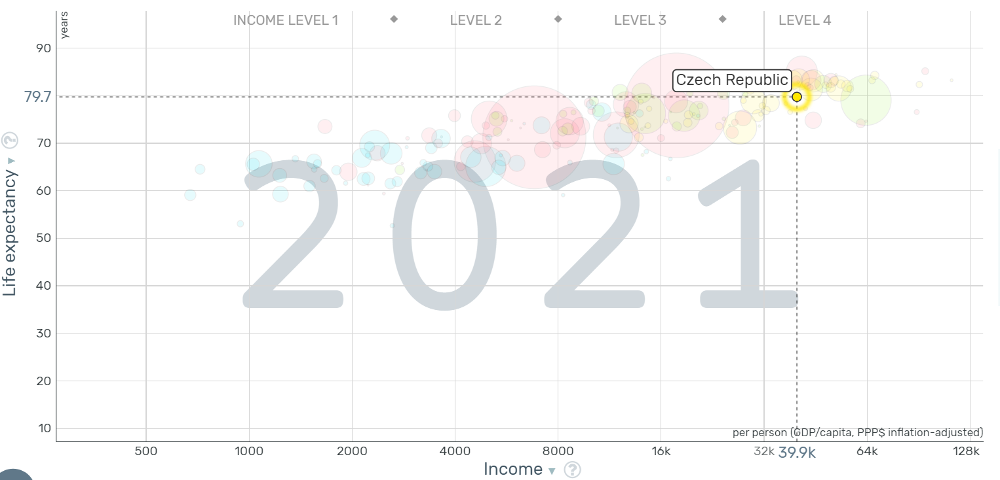 INCOME LEVEL 1 ◆ LEVEL 2 ◆ LEVEL 3 ◆ LEVEL 4
years
90
Czech Republic
79.7
70
60
50
40
30
20
10
Life expectancy ▼ ?
2021
per person (GDP/capita, PPP$ inflation-adjusted)
500 1000 2000 4000 8000 16k 32k 39.9k 64k 128k
Income ▼ ?